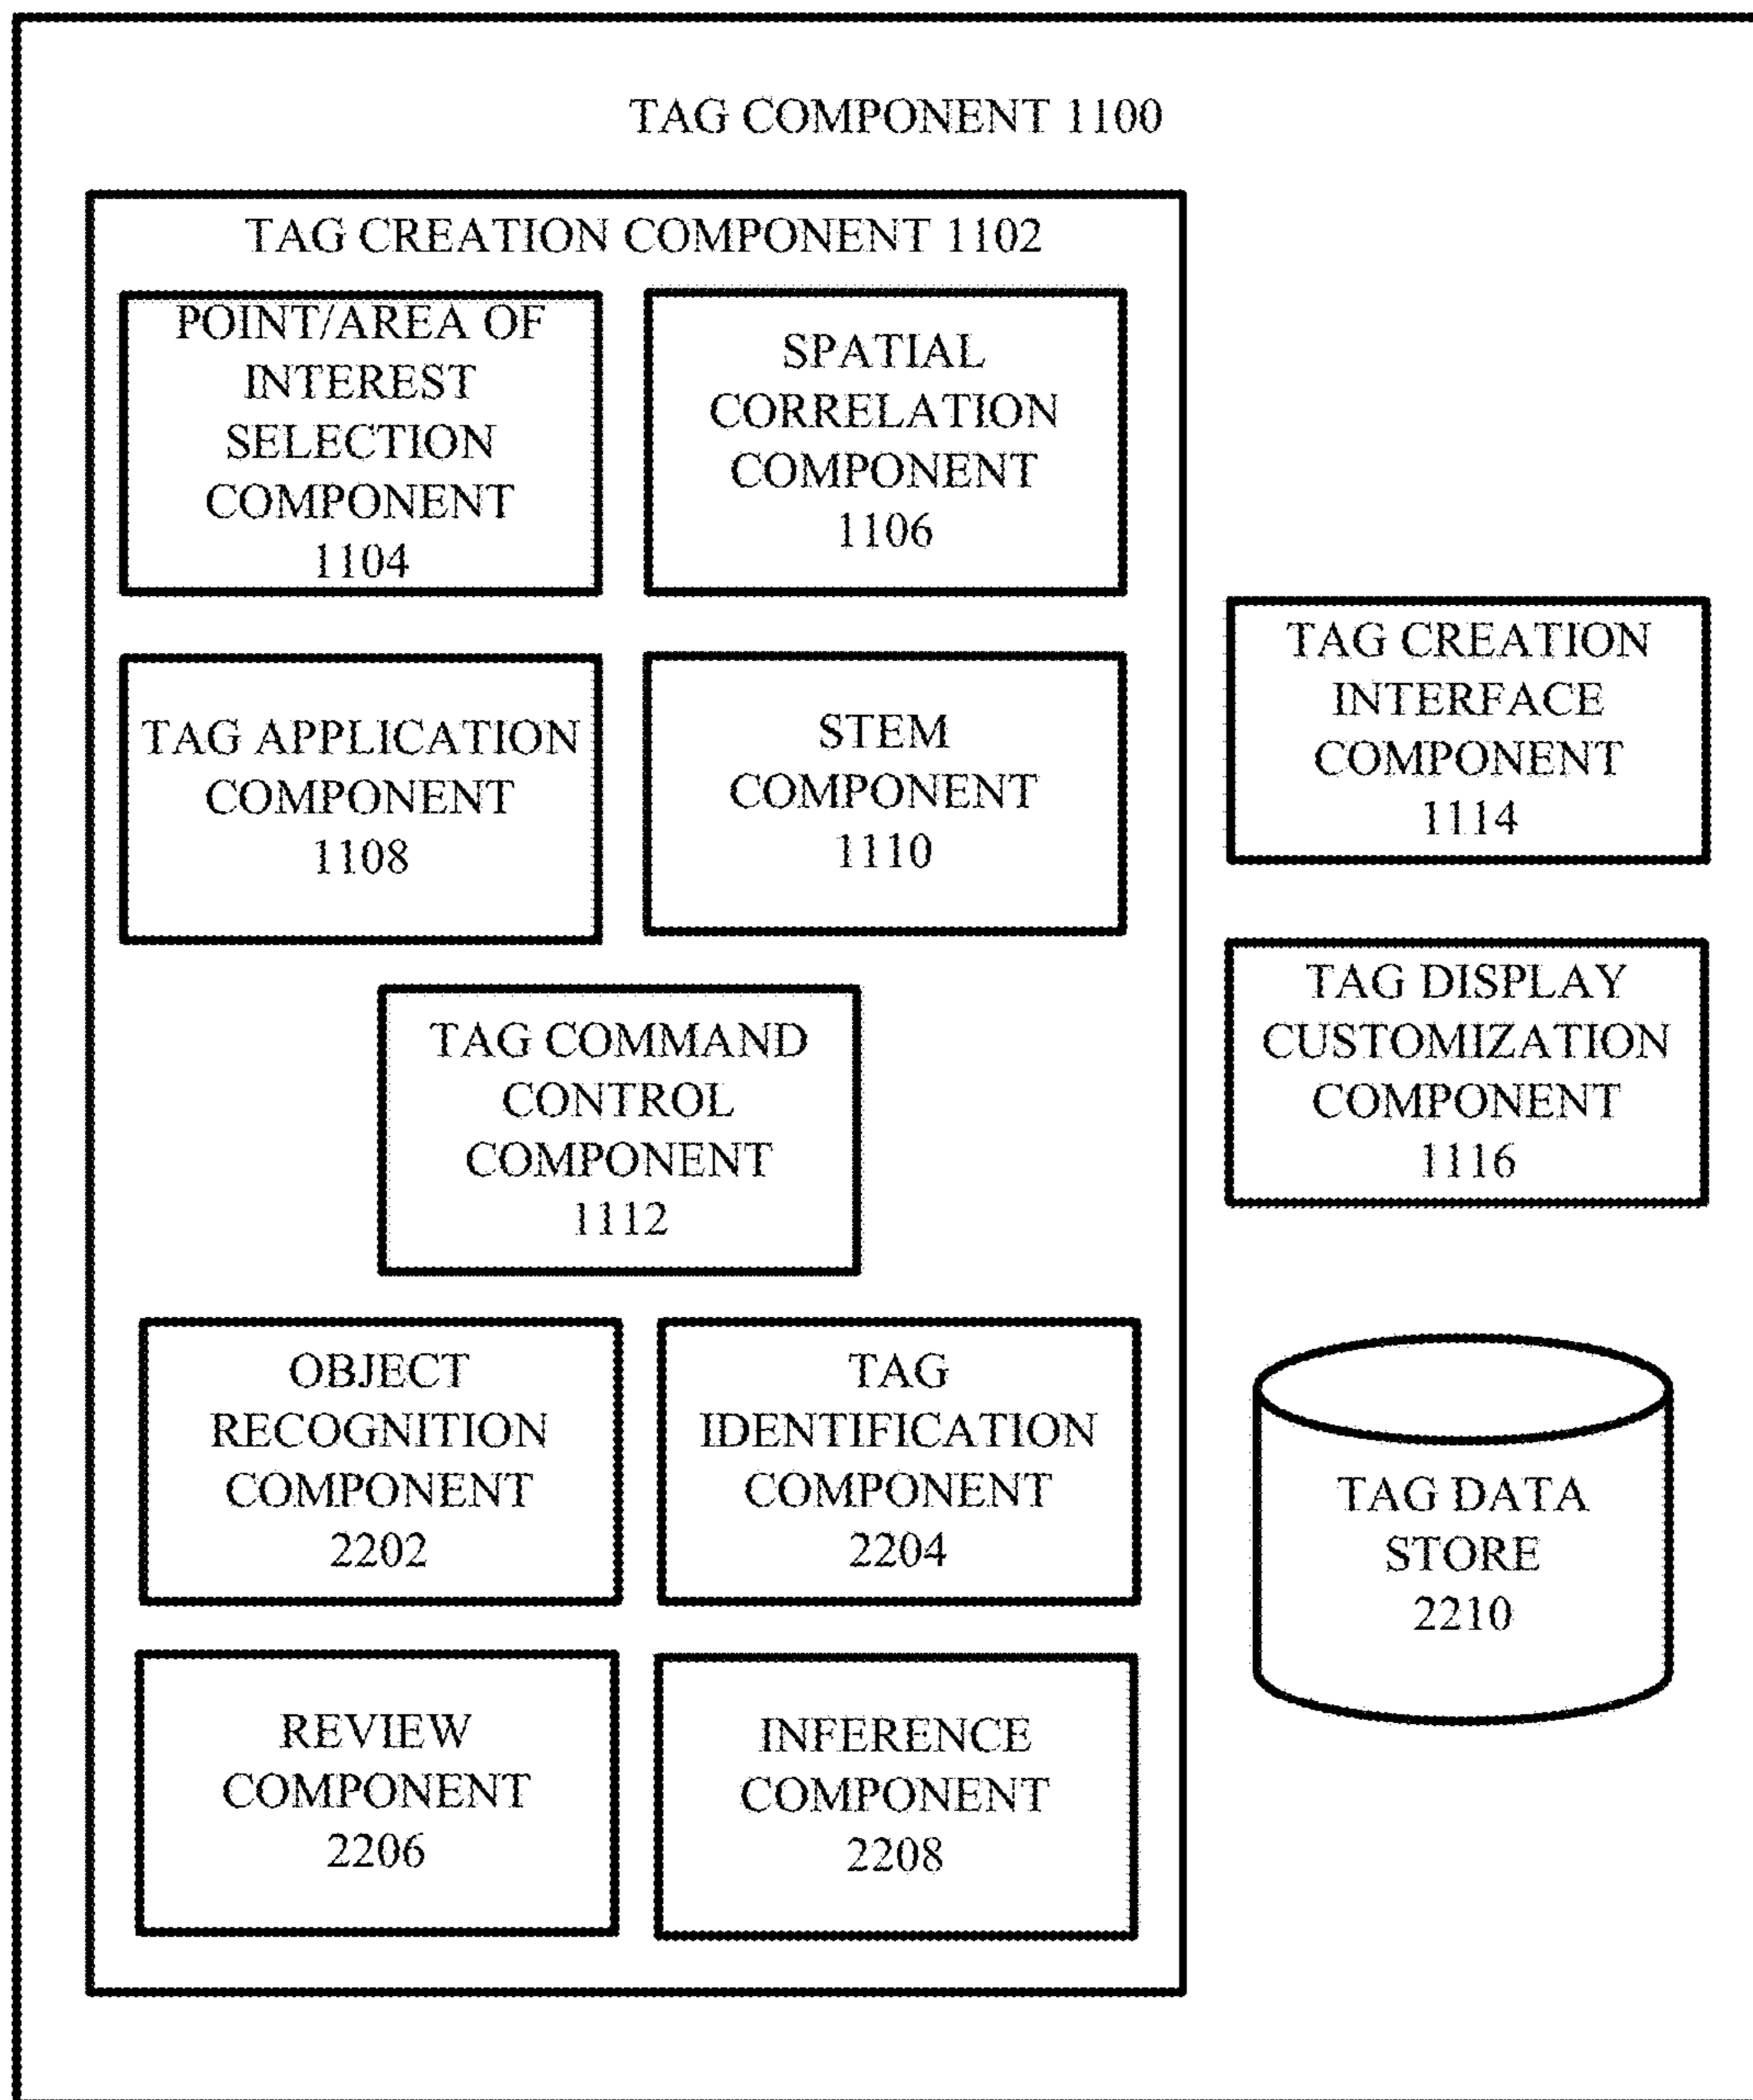 TAG COMPONENT 1100
TAG CREATION COMPONENT 1102
POINT/AREA OF
INTEREST
SELECTION
COMPONENT
1104
SPATIAL
CORRELATION
COMPONENT
1106
TAG APPLICATION
COMPONENT
1108
STEM
COMPONENT
1110
TAG COMMAND
CONTROL
COMPONENT
1112
OBJECT
RECOGNITION
COMPONENT
2202
TAG
IDENTIFICATION
COMPONENT
2204
REVIEW
COMPONENT
2206
INFERENCE
COMPONENT
2208
TAG CREATION
INTERFACE
COMPONENT
1114
TAG DISPLAY
CUSTOMIZATION
COMPONENT
1116
TAG DATA
STORE
2210